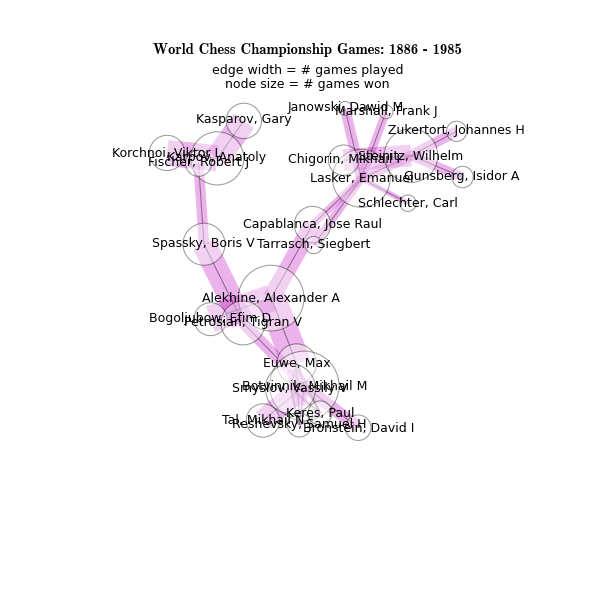 World Chess Championship Games: 1886 - 1985
edge width = # games played
node size = # games won
Janowski, Dawid M
Marshall, Frank J
Kasparov, Gary
Zukertort, Johannes H
Korchnoi, Viktor L
Karpov, Anatoly
Fischer, Robert J
Chigorin, Mikhail I
Steinitz, Wilhelm
Lasker, Emanuel
Gunsberg, Isidor A
Schlechter, Carl
Capablanca, Jose Raul
Spassky, Boris V
Tarrasch, Siegbert
Alekhine, Alexander A
Bogoljubow, Efim D
Petrosian, Tigran V
Euwe, Max
Botvinnik, Mikhail M
Smyslov, Vassily V
Keres, Paul
Tal, Mikhail N
Reshevsky, Samuel H
Bronstein, David I